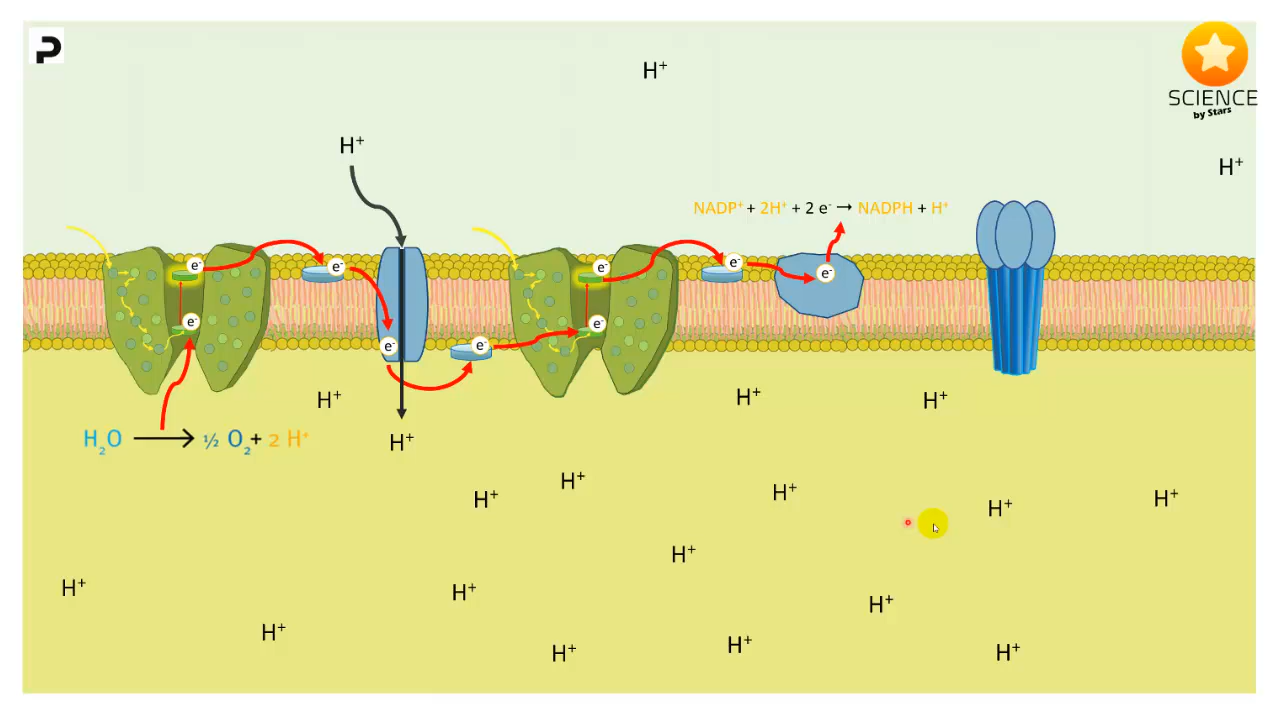 P
SCIENCE
by Stars
H⁺
H⁺
H⁺
NADP⁺ + 2H⁺ + 2 e⁻ → NADPH + H⁺
e⁻
e⁻
e⁻
e⁻
e⁻
e⁻
e⁻
e⁻
e⁻
H⁺
H⁺
H⁺
H₂O → ½ O₂+ 2 H⁺
H⁺
H⁺
H⁺
H⁺
H⁺
H⁺
H⁺
H⁺
H⁺
H⁺
H⁺
H⁺
H⁺
H⁺